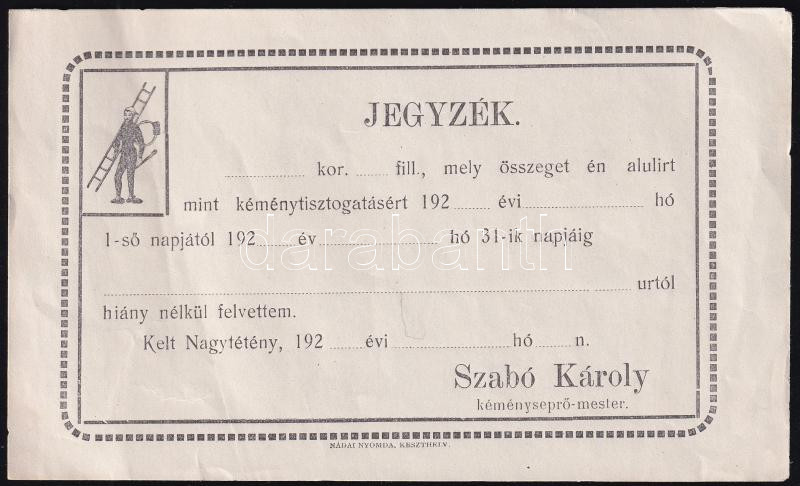 JEGYZÉK.
................ kor. ....... fill., mely összeget én alulirt
mint kéménytisztogatásért 192....... évi........................ hó
1-ső napjától 192.......év........................ hó 31-ik napjáig
darabanth
................................................................urtól
hiány nélkül felvettem.
Kelt Nagytétény, 192.......évi........................hó.......n.
Szabó Károly
kéményseprő-mester.
NÁDAI NYOMDA, KESZTHELY.